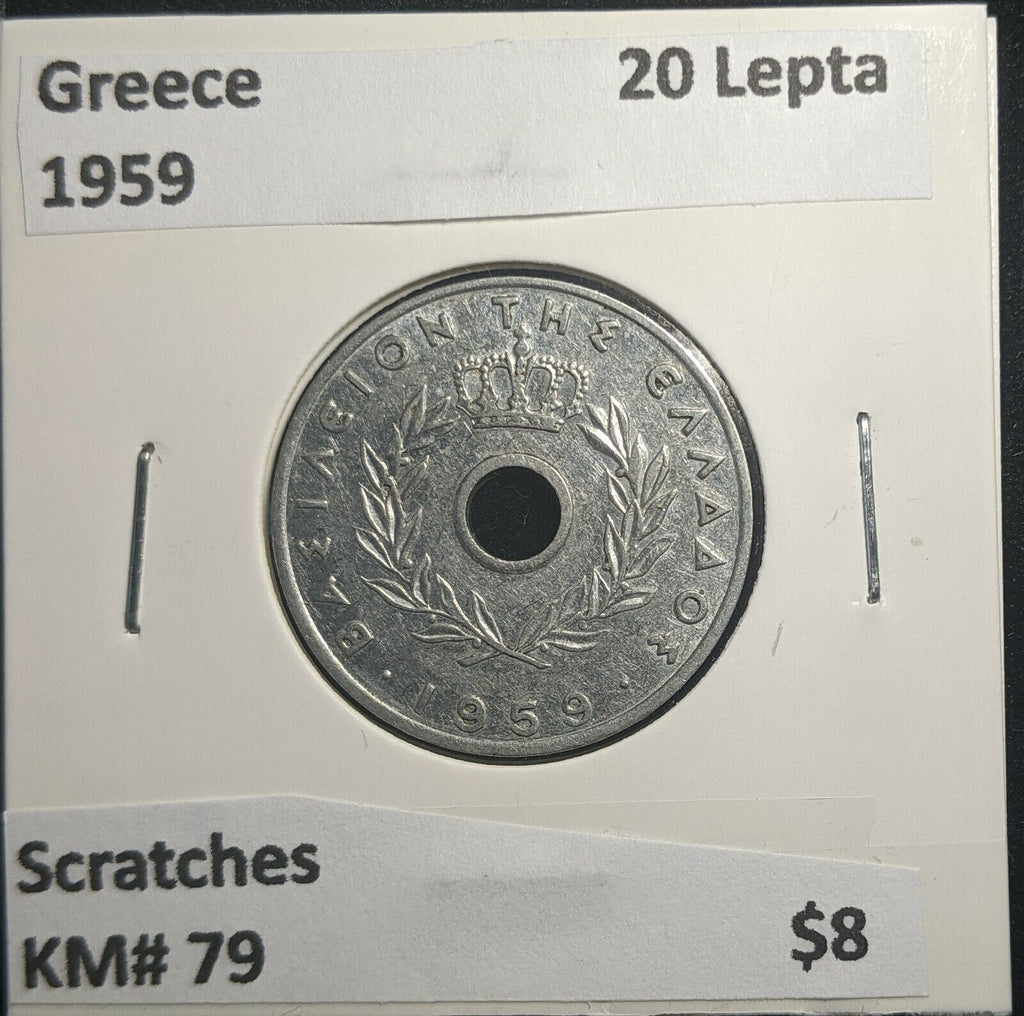 Greece 20 Lepta
1959
ΒΑΣΙΛΕΙΟΝ ΤΗΣ ΕΛΛΑΔΟΣ
· 1959 ·
Scratches
KM# 79 $8